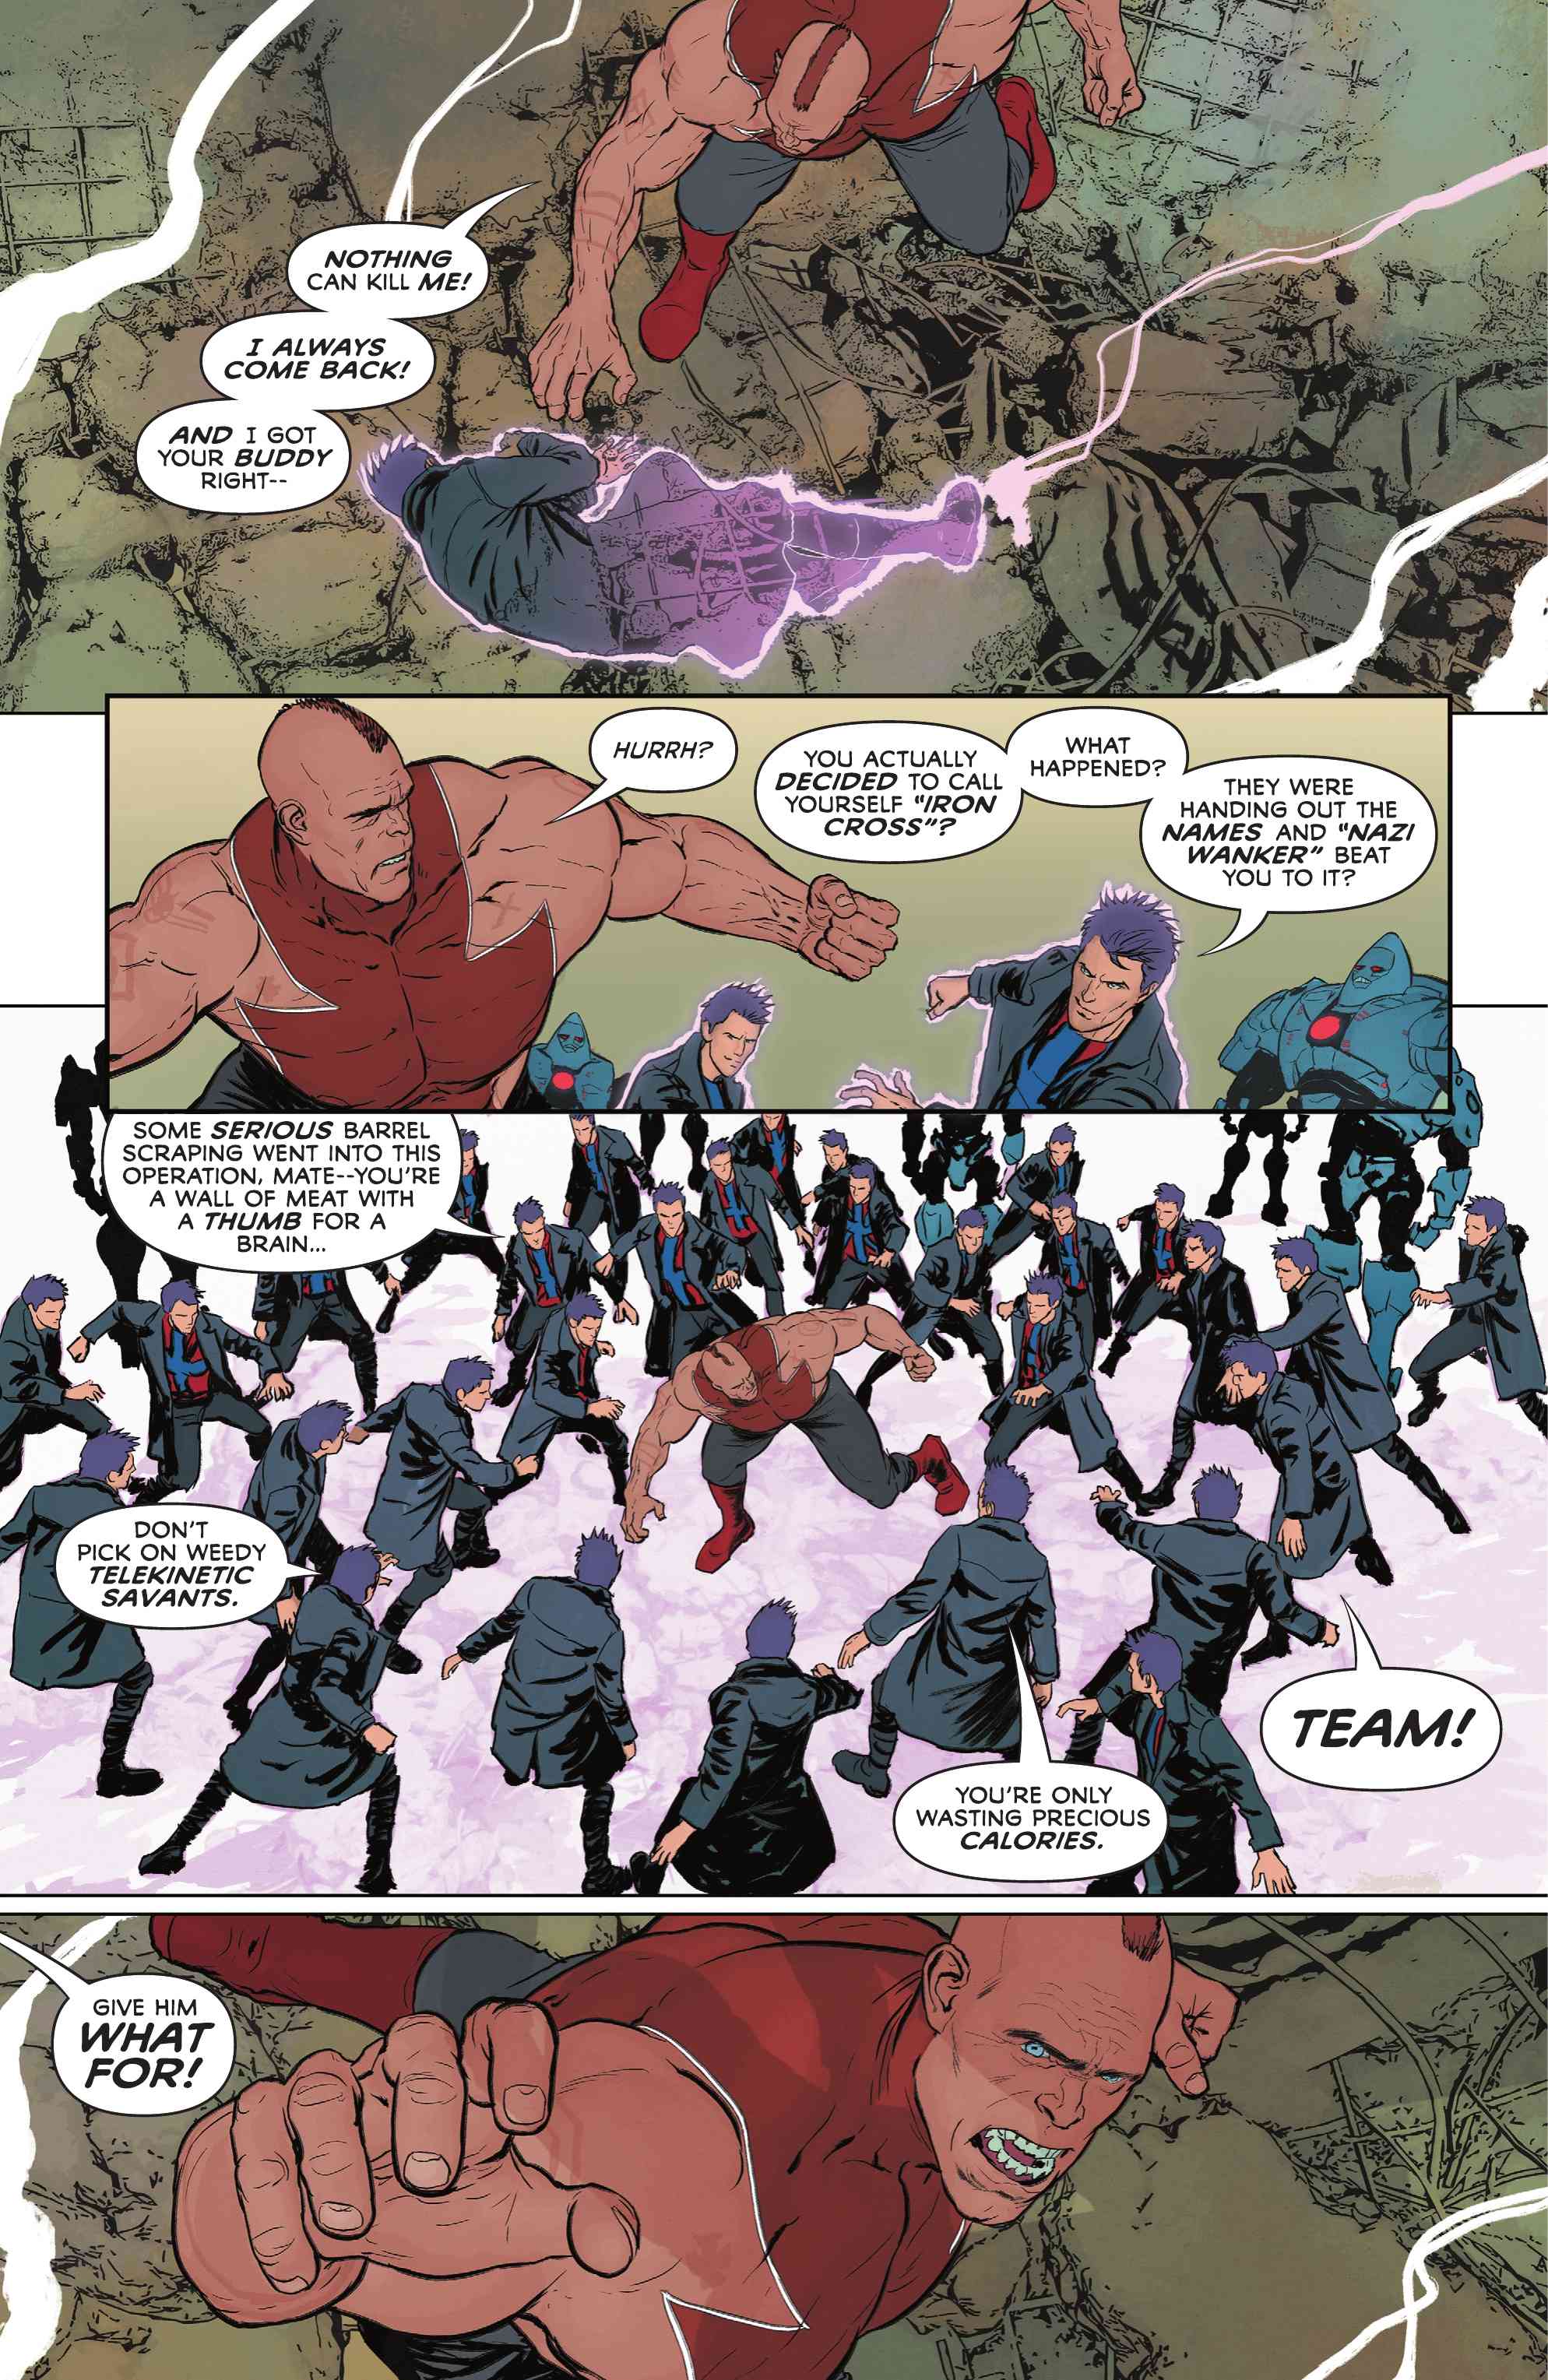 NOTHING
CAN KILL ME!
I ALWAYS
COME BACK!
AND I GOT
YOUR BUDDY
RIGHT--
HURRH?
YOU ACTUALLY
DECIDED TO CALL
YOURSELF "IRON
CROSS"?
WHAT
HAPPENED?
THEY WERE
HANDING OUT THE
NAMES AND "NAZI
WANKER" BEAT
YOU TO IT?
SOME SERIOUS BARREL
SCRAPING WENT INTO THIS
OPERATION, MATE--YOU'RE
A WALL OF MEAT WITH
A THUMB FOR A
BRAIN...
DON'T
PICK ON WEEDY
TELEKINETIC
SAVANTS.
YOU'RE ONLY
WASTING PRECIOUS
CALORIES.
TEAM!
GIVE HIM
WHAT
FOR!